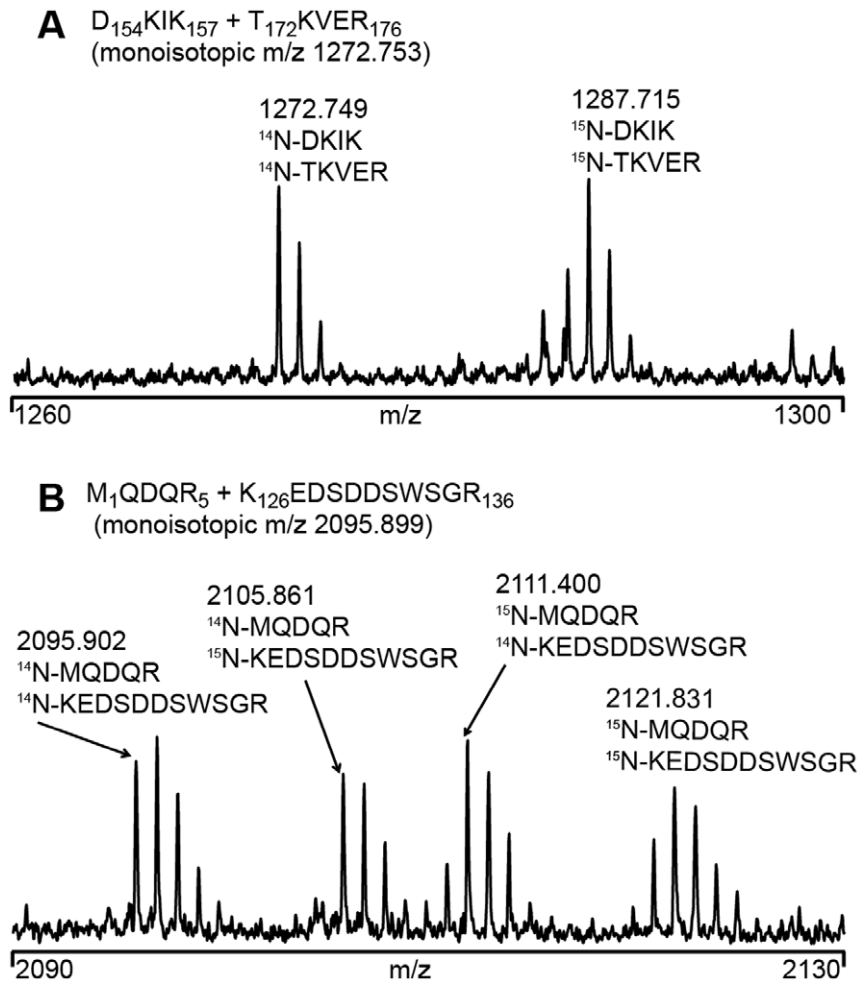 A D₁₅₄KIK₁₅₇ + T₁₇₂KVER₁₇₆
(monoisotopic m/z 1272.753)
1272.749
¹⁴N-DKIK
¹⁴N-TKVER
1287.715
¹⁵N-DKIK
¹⁵N-TKVER
1260 m/z 1300
B M₁QDQR₅ + K₁₂₆EDSDDSWSGR₁₃₆
(monoisotopic m/z 2095.899)
2095.902
¹⁴N-MQDQR
¹⁴N-KEDSDDSWSGR
2105.861
¹⁴N-MQDQR
¹⁵N-KEDSDDSWSGR
2111.400
¹⁵N-MQDQR
¹⁴N-KEDSDDSWSGR
2121.831
¹⁵N-MQDQR
¹⁵N-KEDSDDSWSGR
2090 m/z 2130